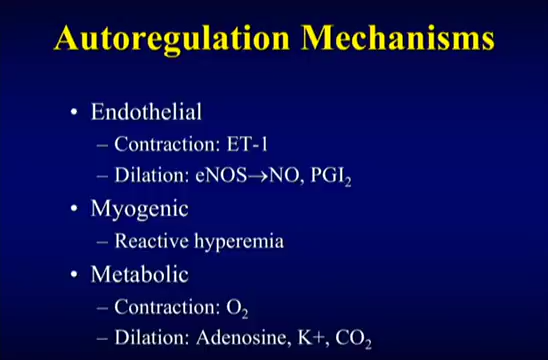 Autoregulation Mechanisms
• Endothelial
– Contraction: ET-1
– Dilation: eNOS→NO, PGI₂
• Myogenic
– Reactive hyperemia
• Metabolic
– Contraction: O₂
– Dilation: Adenosine, K+, CO₂